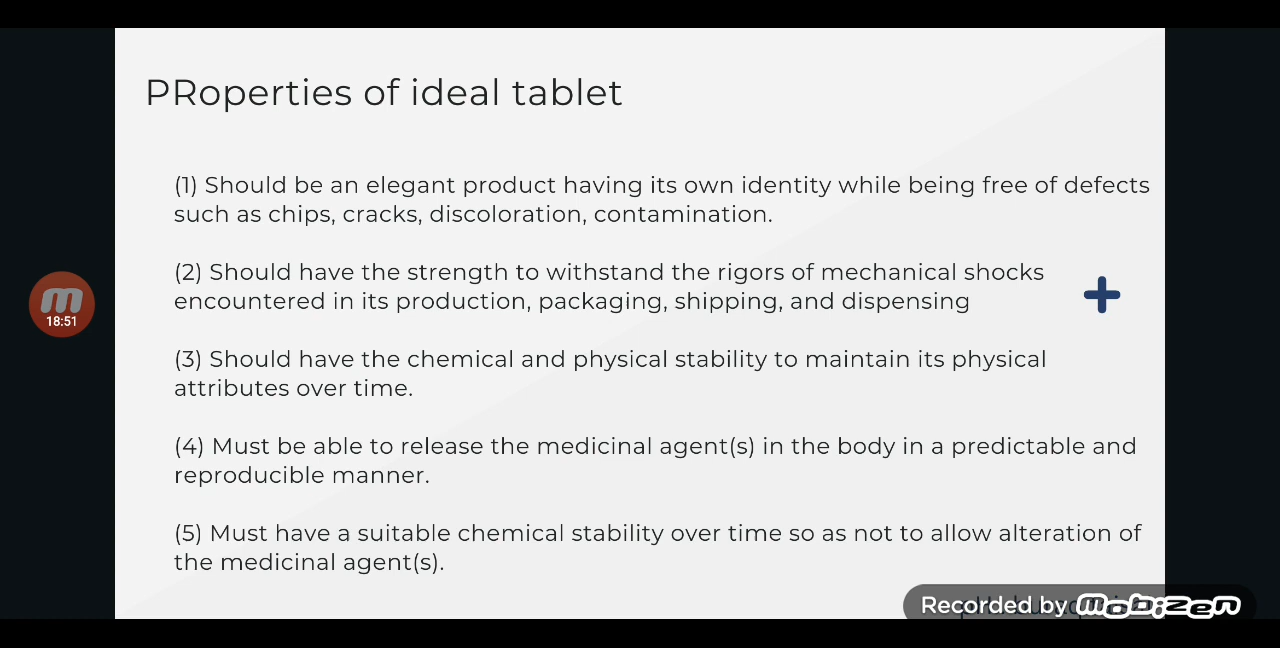 PRoperties of ideal tablet
(1) Should be an elegant product having its own identity while being free of defects
such as chips, cracks, discoloration, contamination.
(2) Should have the strength to withstand the rigors of mechanical shocks
encountered in its production, packaging, shipping, and dispensing
(3) Should have the chemical and physical stability to maintain its physical
attributes over time.
(4) Must be able to release the medicinal agent(s) in the body in a predictable and
reproducible manner.
(5) Must have a suitable chemical stability over time so as not to allow alteration of
the medicinal agent(s).
18:51
Recorded by mobizen